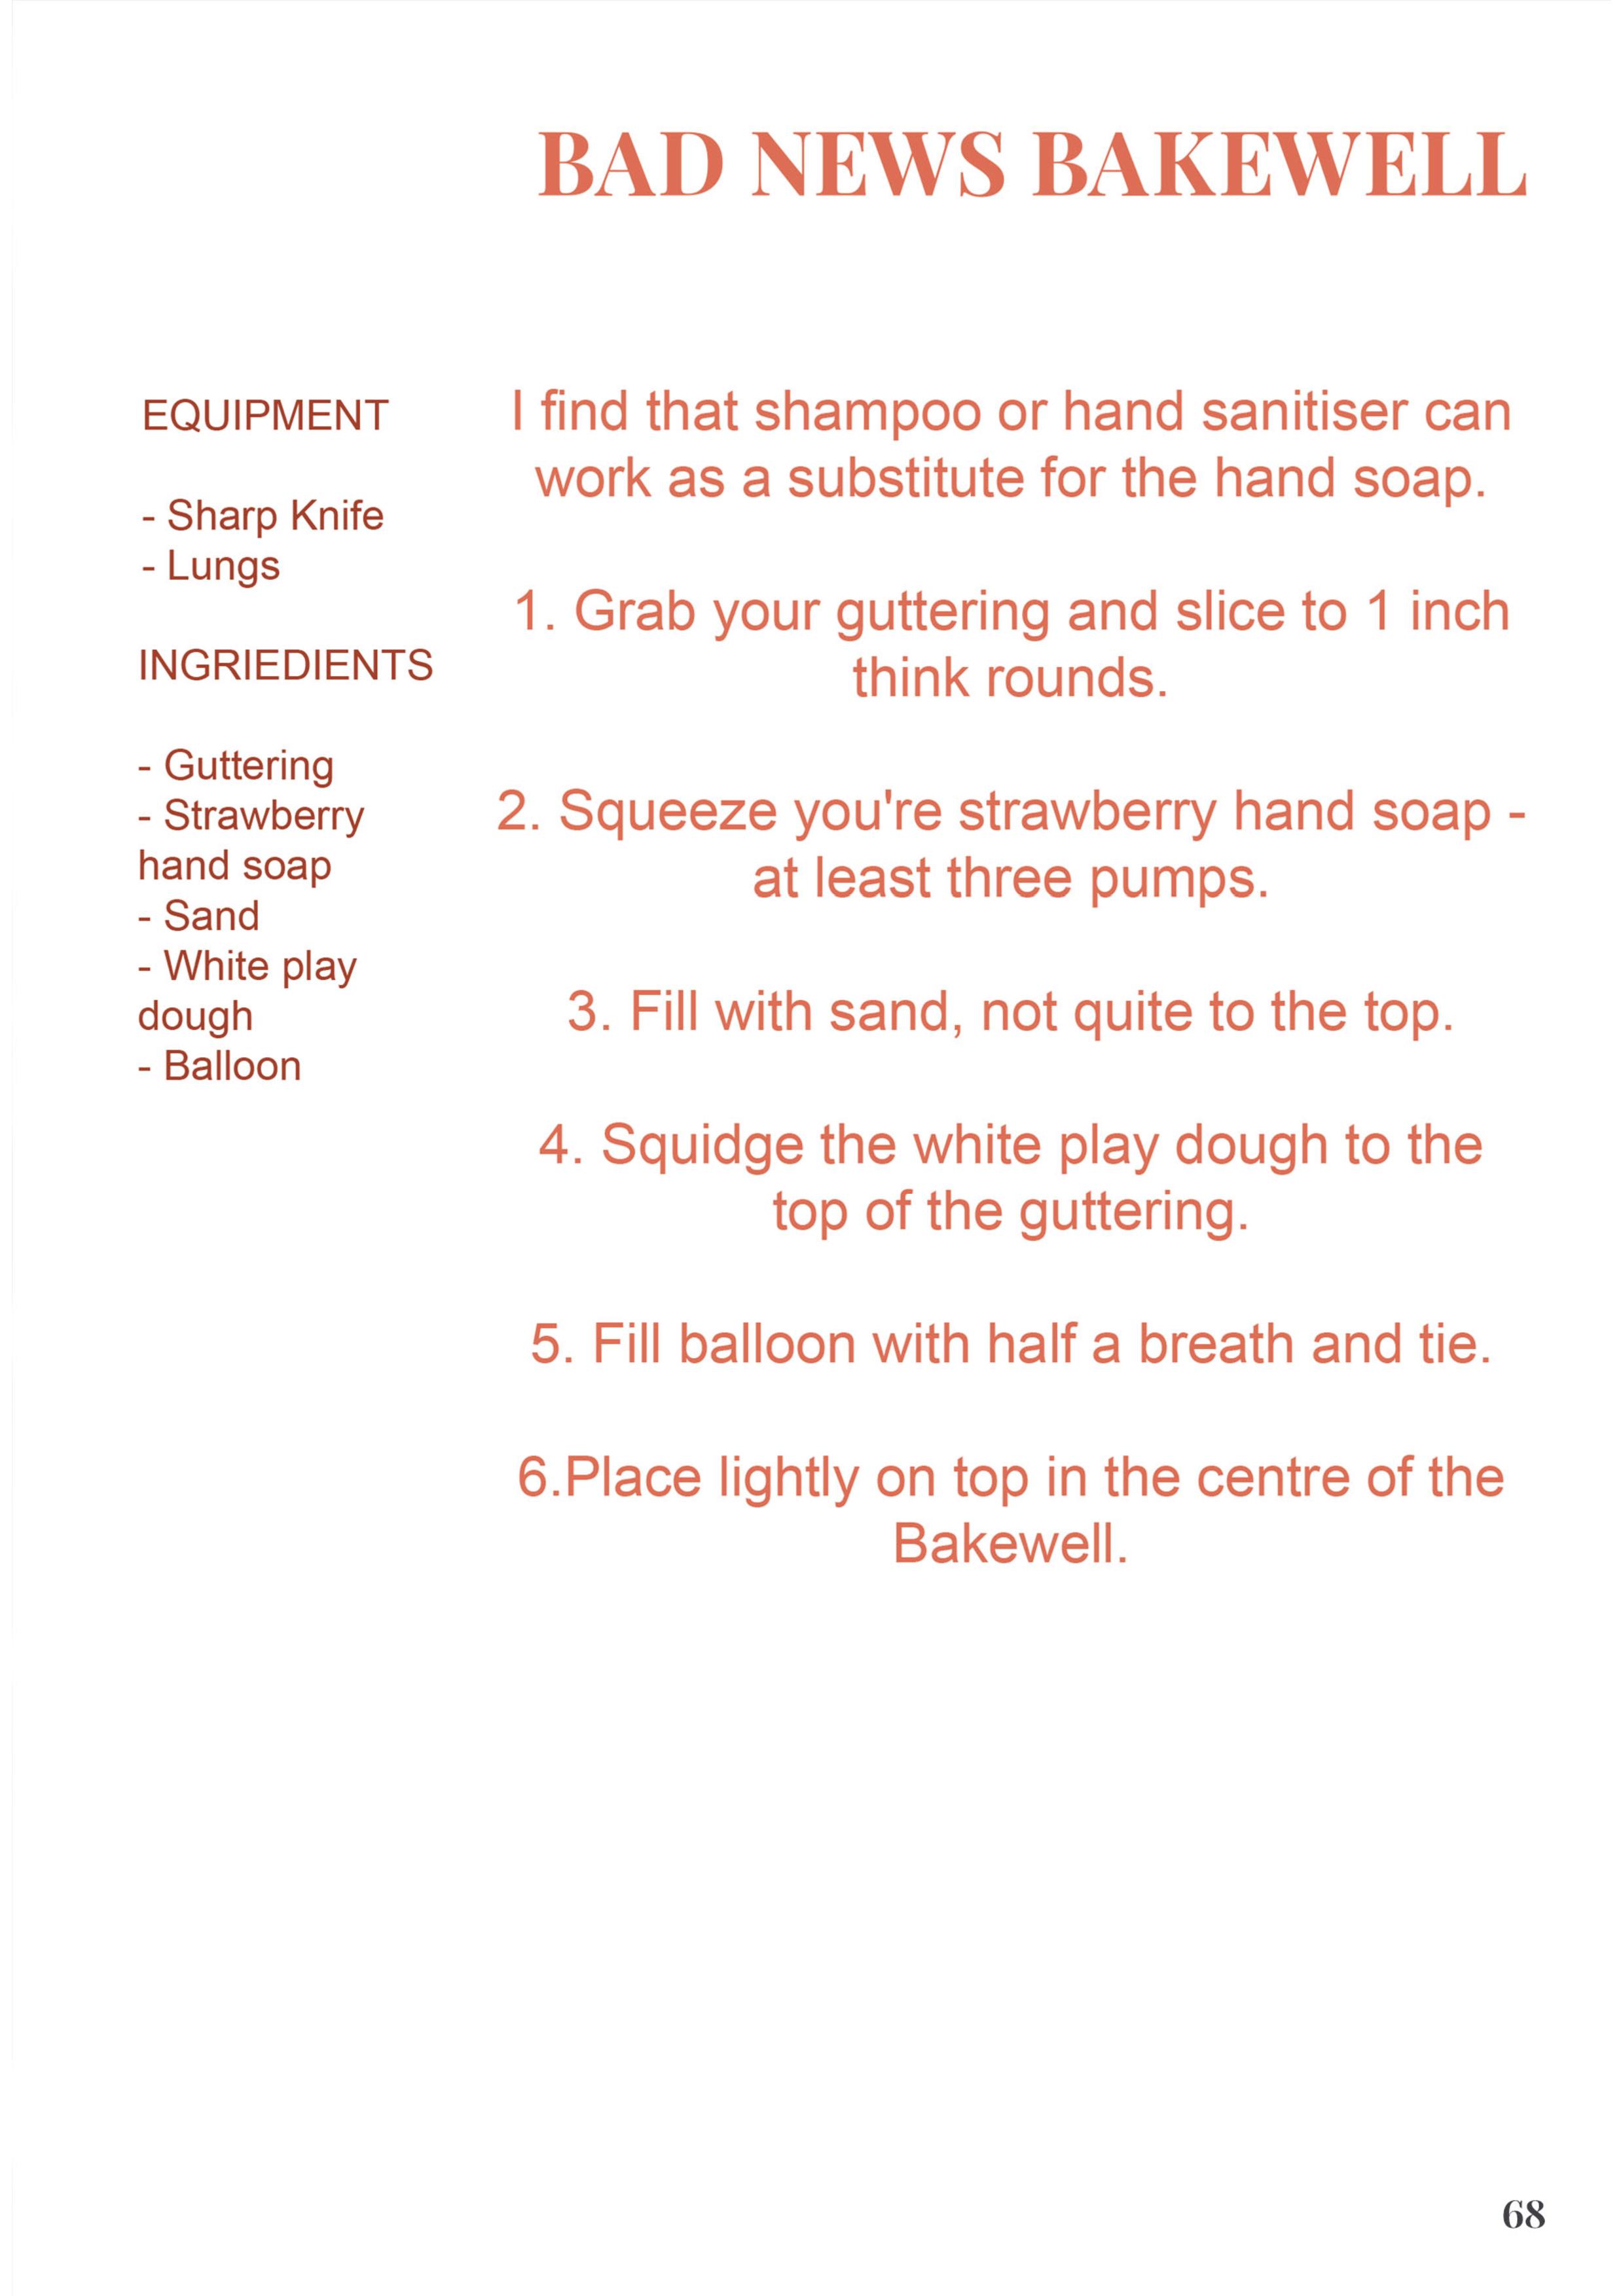 BAD NEWS BAKEWELL
EQUIPMENT
- Sharp Knife
- Lungs
INGRIEDIENTS
- Guttering
- Strawberry
hand soap
- Sand
- White play
dough
- Balloon
I find that shampoo or hand sanitiser can
work as a substitute for the hand soap.
1. Grab your guttering and slice to 1 inch
think rounds.
2. Squeeze you're strawberry hand soap -
at least three pumps.
3. Fill with sand, not quite to the top.
4. Squidge the white play dough to the
top of the guttering.
5. Fill balloon with half a breath and tie.
6.Place lightly on top in the centre of the
Bakewell.
68